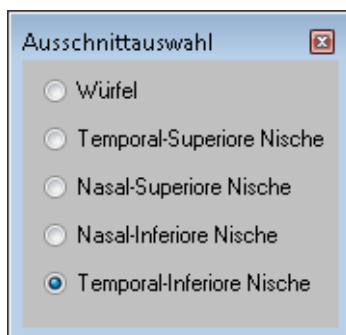 Ausschnittauswahl
Würfel
Temporal-Superiore Nische
Nasal-Superiore Nische
Nasal-Inferiore Nische
Temporal-Inferiore Nische